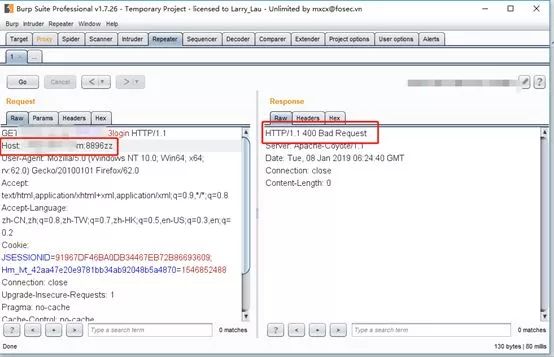 Burp Suite Professional v1.7.26 - Temporary Project - licensed to Larry_Lau - Unlimited by mxcx@fosec.vn
Burp Intruder Repeater Window Help
Target Proxy Spider Scanner Intruder Repeater Sequencer Decoder Comparer Extender Project options User options Alerts
1 × ...
Go Cancel < | ▾ > | ▾
Request
Raw Params Headers Hex
GET 3login HTTP/1.1
Host: m:8896zz
User-Agent: Mozilla/5.0 (Windows NT 10.0; Win64; x64;
rv:62.0) Gecko/20100101 Firefox/62.0
Accept:
text/html,application/xhtml+xml,application/xml;q=0.9,*/*;q=0.8
Accept-Language:
zh-CN,zh;q=0.8,zh-TW;q=0.7,zh-HK;q=0.5,en-US;q=0.3,en;q=
0.2
Cookie:
JSESSIONID=91967DF46BA0DB34467EB72B86693609;
Hm_lvt_42aa47e20e9781bb34ab92048b5a4870=1546852488
Connection: close
Upgrade-Insecure-Requests: 1
Pragma: no-cache
Cache-Control: no-cache
? < + > Type a search term 0 matches
Response
Raw Headers Hex
HTTP/1.1 400 Bad Request
Server: Apache-Coyote/1.1
Date: Tue, 08 Jan 2019 06:24:40 GMT
Connection: close
Content-Length: 0
? < + > Type a search term 0 matches
Done
130 bytes | 80 millis